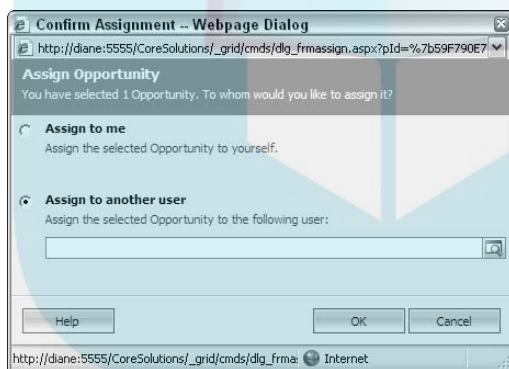 Confirm Assignment -- Webpage Dialog
http://diane:5555/CoreSolutions/_grid/cmds/dlg_frmassign.aspx?pId=%7b59F790E7
Assign Opportunity
You have selected 1 Opportunity. To whom would you like to assign it?
Assign to me
Assign the selected Opportunity to yourself.
Assign to another user
Assign the selected Opportunity to the following user:
Help OK Cancel
http://diane:5555/CoreSolutions/_grid/cmds/dlg_frma: Internet